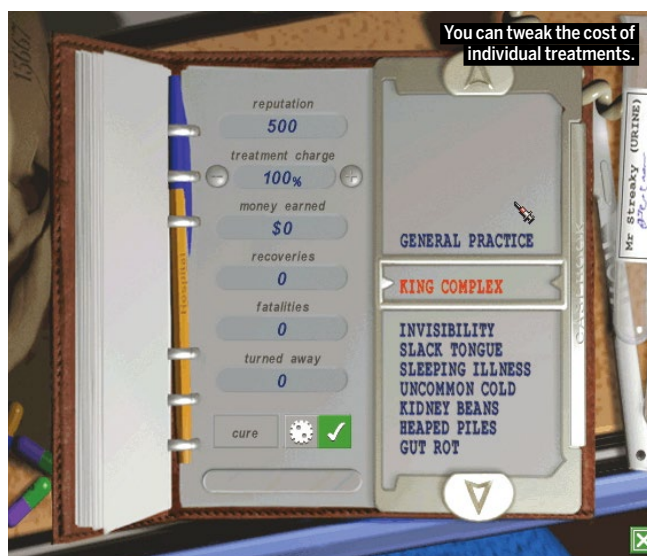 You can tweak the cost of
individual treatments.
reputation
500
treatment charge
100%
money earned
$0
recoveries
0
fatalities
0
turned away
0
cure
GENERAL PRACTICE
KING COMPLEX
INVISIBILITY
SLACK TONGUE
SLEEPING ILLNESS
UNCOMMON COLD
KIDNEY BEANS
HEAPED PILES
GUT ROT
Hospital
Mr Streaky (URINE)